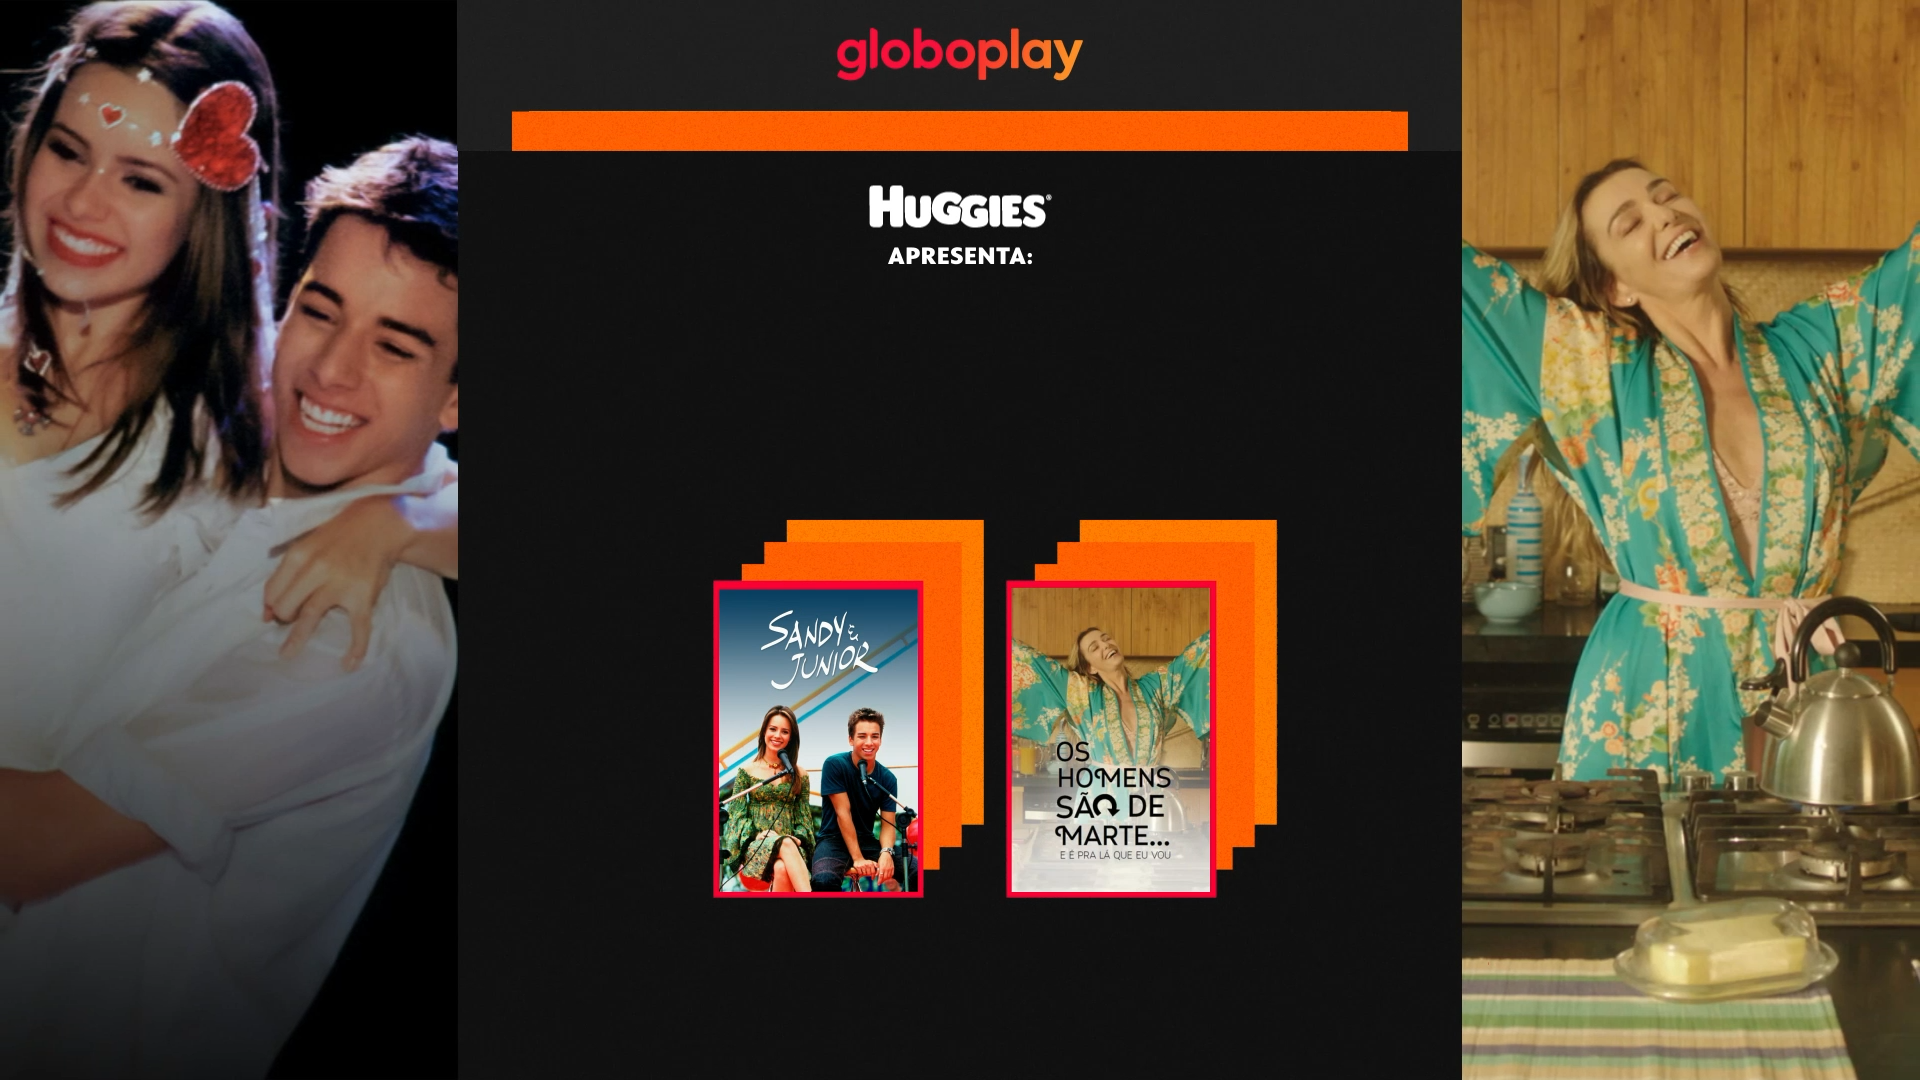 globoplay
HUGGIES®
APRESENTA:
SANDY &
JUNIOR
OS
HOMENS
SÃO DE
MARTE...
E É PRA LÁ QUE EU VOU